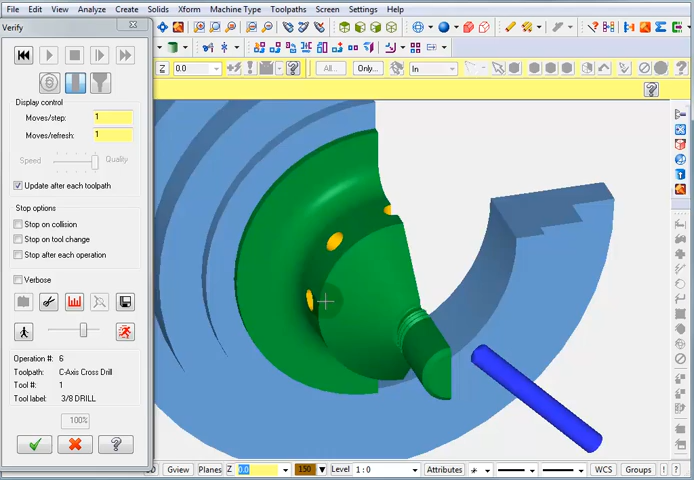 File Edit View Analyze Create Solids Xform Machine Type Toolpaths Screen Settings Help
Verify
Z 0.0 All... Only... In
Display control
Moves/step: 1
Moves/refresh: 1
Speed Quality
Update after each toolpath
Stop options
Stop on collision
Stop on tool change
Stop after each operation
Verbose
Operation #: 6
Toolpath: C-Axis Cross Drill
Tool #: 1
Tool label: 3/8 DRILL
100%
Gview Planes Z 0.0 150 Level 1 : 0 Attributes WCS Groups ! ?